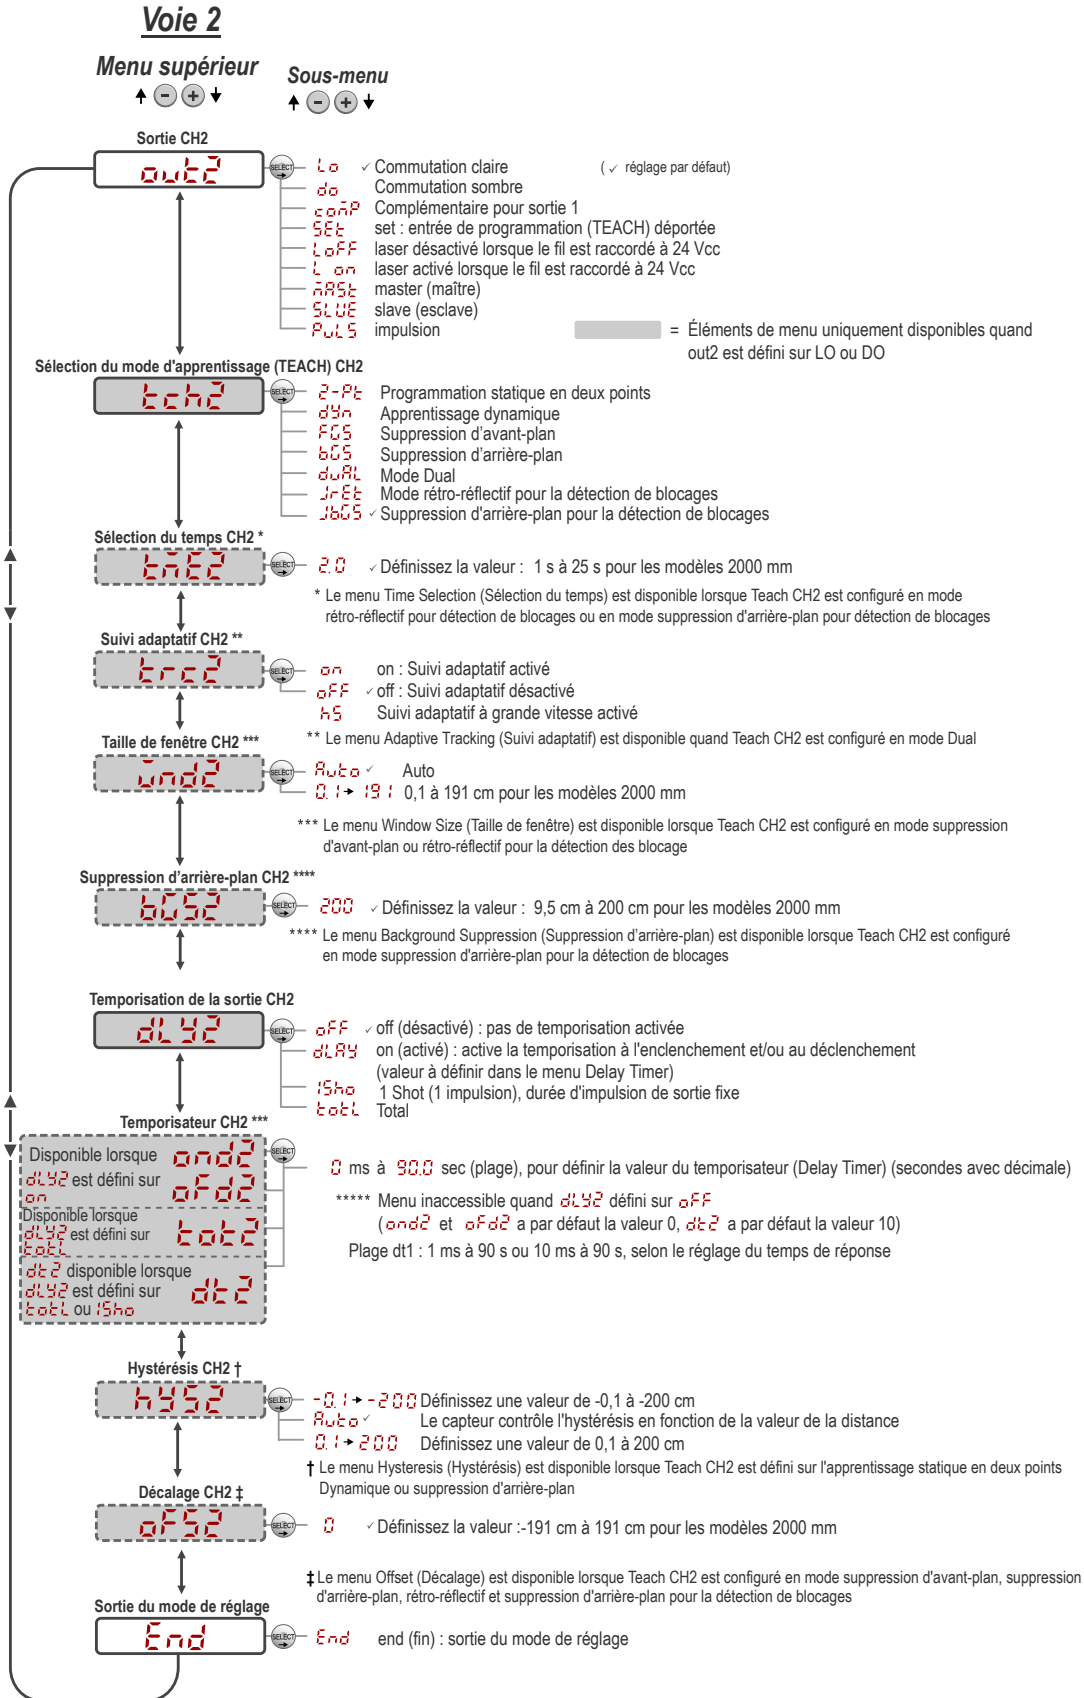 Voie 2
Menu supérieur
Sous-menu
- +
- +
Sortie CH2
out2
SELECT
Lo ✓ Commutation claire
( ✓ réglage par défaut)
do Commutation sombre
comP Complémentaire pour sortie 1
SEt set : entrée de programmation (TEACH) déportée
LoFF laser désactivé lorsque le fil est raccordé à 24 Vcc
L on laser activé lorsque le fil est raccordé à 24 Vcc
mASt master (maître)
SLVE slave (esclave)
PuLS impulsion
= Éléments de menu uniquement disponibles quand
out2 est défini sur LO ou DO
Sélection du mode d'apprentissage (TEACH) CH2
tch2
SELECT
2-Pt Programmation statique en deux points
dYn Apprentissage dynamique
FGS Suppression d'avant-plan
bGS Suppression d'arrière-plan
duAL Mode Dual
JrEt Mode rétro-réflectif pour la détection de blocages
JbGS ✓ Suppression d'arrière-plan pour la détection de blocages
Sélection du temps CH2 *
tmE2
SELECT
2.0 ✓ Définissez la valeur : 1 s à 25 s pour les modèles 2000 mm
* Le menu Time Selection (Sélection du temps) est disponible lorsque Teach CH2 est configuré en mode
rétro-réflectif pour détection de blocages ou en mode suppression d'arrière-plan pour détection de blocages
Suivi adaptatif CH2 **
trc2
SELECT
on on : Suivi adaptatif activé
oFF ✓ off : Suivi adaptatif désactivé
hS Suivi adaptatif à grande vitesse activé
** Le menu Adaptive Tracking (Suivi adaptatif) est disponible quand Teach CH2 est configuré en mode Dual
Taille de fenêtre CH2 ***
wnd2
SELECT
Auto ✓ Auto
0.1 → 191 0,1 à 191 cm pour les modèles 2000 mm
*** Le menu Window Size (Taille de fenêtre) est disponible lorsque Teach CH2 est configuré en mode suppression
d'avant-plan ou rétro-réflectif pour la détection des blocage
Suppression d'arrière-plan CH2 ****
bGS2
SELECT
200 ✓ Définissez la valeur : 9,5 cm à 200 cm pour les modèles 2000 mm
**** Le menu Background Suppression (Suppression d'arrière-plan) est disponible lorsque Teach CH2 est configuré
en mode suppression d'arrière-plan pour la détection de blocages
Temporisation de la sortie CH2
dLY2
SELECT
oFF ✓ off (désactivé) : pas de temporisation activée
dLAY on (activé) : active la temporisation à l'enclenchement et/ou au déclenchement
(valeur à définir dans le menu Delay Timer)
1Sho 1 Shot (1 impulsion), durée d'impulsion de sortie fixe
totL Total
Temporisateur CH2 ***
Disponible lorsque
dLY2 est défini sur
on
ond2
oFd2
SELECT
Disponible lorsque
dLY2 est défini sur
totL
tot2
dt2 disponible lorsque
dLY2 est défini sur
totL ou 1Sho
dt2
0 ms à 90.0 sec (plage), pour définir la valeur du temporisateur (Delay Timer) (secondes avec décimale)
***** Menu inaccessible quand dLY2 défini sur oFF
( ond2 et oFd2 a par défaut la valeur 0, dt2 a par défaut la valeur 10)
Plage dt1 : 1 ms à 90 s ou 10 ms à 90 s, selon le réglage du temps de réponse
Hystérésis CH2 †
hYS2
SELECT
-0.1 → -200 Définissez une valeur de -0,1 à -200 cm
Auto ✓ Le capteur contrôle l'hystérésis en fonction de la valeur de la distance
0.1 → 200 Définissez une valeur de 0,1 à 200 cm
† Le menu Hysteresis (Hystérésis) est disponible lorsque Teach CH2 est défini sur l'apprentissage statique en deux points
Dynamique ou suppression d'arrière-plan
Décalage CH2 ‡
oFS2
SELECT
0 ✓ Définissez la valeur :-191 cm à 191 cm pour les modèles 2000 mm
‡ Le menu Offset (Décalage) est disponible lorsque Teach CH2 est configuré en mode suppression d'avant-plan, suppression
d'arrière-plan, rétro-réflectif et suppression d'arrière-plan pour la détection de blocages
Sortie du mode de réglage
End
SELECT
End end (fin) : sortie du mode de réglage